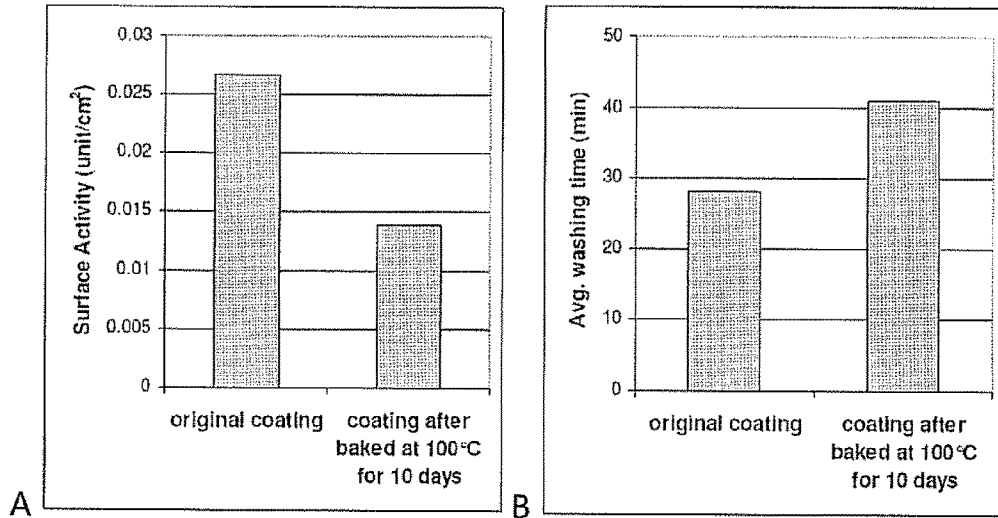 0.03
0.025
0.02
0.015
0.01
0.005
0
Surface Activity (unit/cm²)
original coating
coating after
baked at 100°C
for 10 days
A
50
40
30
20
10
0
Avg. washing time (min)
original coating
coating after
baked at 100°C
for 10 days
B